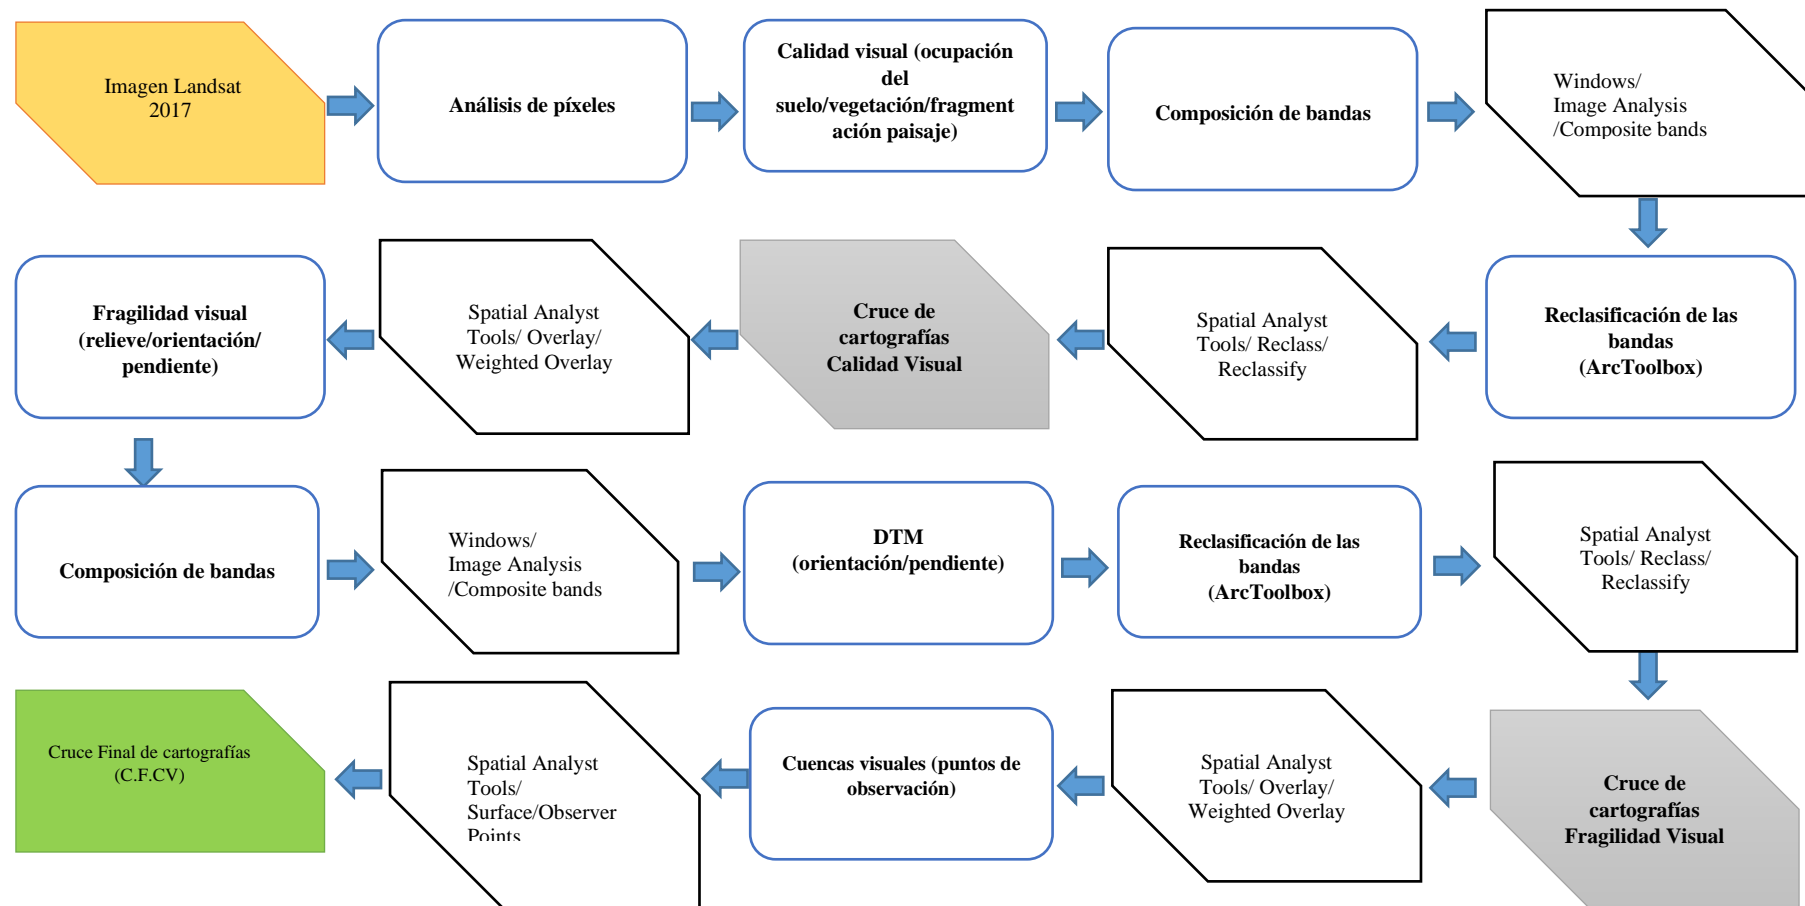 Imagen Landsat
2017
Análisis de píxeles
Calidad visual (ocupación
del
suelo/vegetación/fragment
ación paisaje)
Composición de bandas
Windows/
Image Analysis
/Composite bands
Reclasificación de las
bandas
(ArcToolbox)
Spatial Analyst
Tools/ Reclass/
Reclassify
Cruce de
cartografías
Calidad Visual
Spatial Analyst
Tools/ Overlay/
Weighted Overlay
Fragilidad visual
(relieve/orientación/
pendiente)
Composición de bandas
Windows/
Image Analysis
/Composite bands
DTM
(orientación/pendiente)
Reclasificación de las
bandas
(ArcToolbox)
Spatial Analyst
Tools/ Reclass/
Reclassify
Cruce de
cartografías
Fragilidad Visual
Spatial Analyst
Tools/ Overlay/
Weighted Overlay
Cuencas visuales (puntos de
observación)
Spatial Analyst
Tools/
Surface/Observer
Points
Cruce Final de cartografías
(C.F.CV)